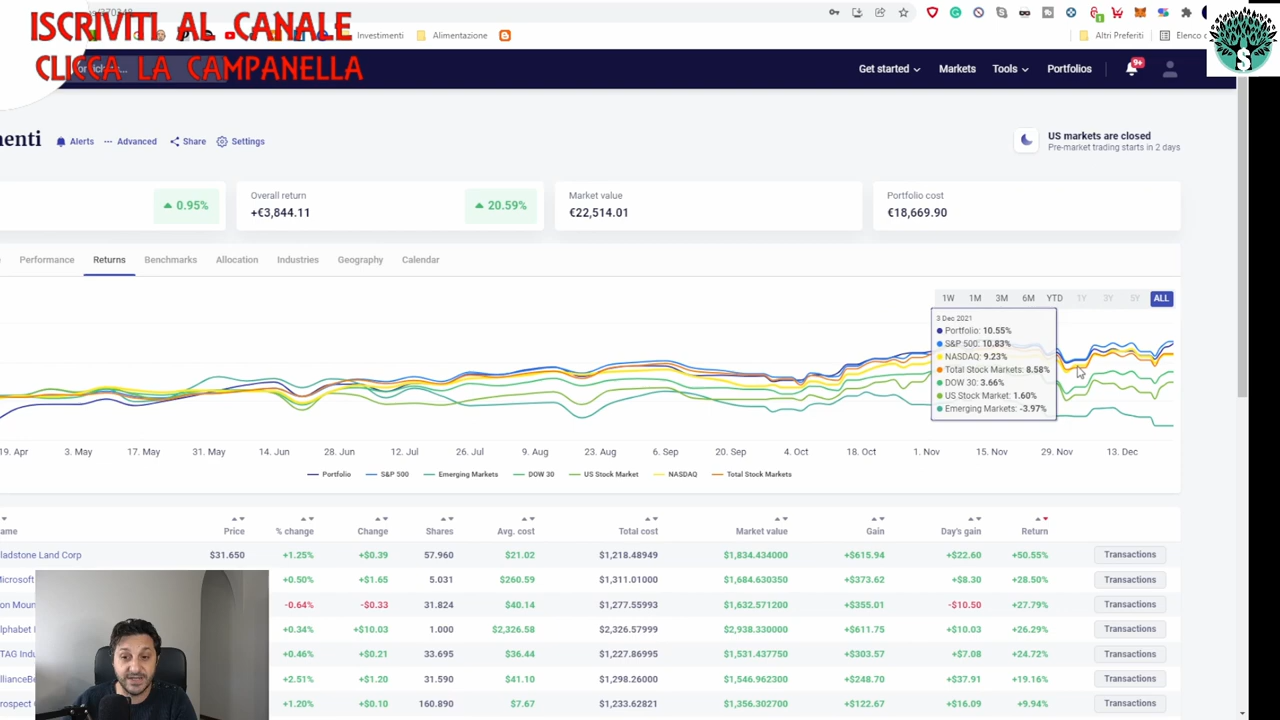 ISCRIVITI AL CANALE
CLICCA LA CAMPANELLA
Investimenti
Alimentazione
Altri Preferiti
Elenco
Get started
Markets
Tools
Portfolios
9+
S
enti
Alerts
Advanced
Share
Settings
US markets are closed
Pre-market trading starts in 2 days
0.95%
Overall return
+€3,844.11
20.59%
Market value
€22,514.01
Portfolio cost
€18,669.90
Performance
Returns
Benchmarks
Allocation
Industries
Geography
Calendar
1W 1M 3M 6M YTD 1Y 3Y 5Y ALL
3 Dec 2021
Portfolio: 10.55%
S&P 500: 10.83%
NASDAQ: 9.23%
Total Stock Markets: 8.58%
DOW 30: 3.66%
US Stock Market: 1.60%
Emerging Markets: -3.97%
19. Apr 3. May 17. May 31. May 14. Jun 28. Jun 12. Jul 26. Jul 9. Aug 23. Aug 6. Sep 20. Sep 4. Oct 18. Oct 1. Nov 15. Nov 29. Nov 13. Dec
Portfolio S&P 500 Emerging Markets DOW 30 US Stock Market NASDAQ Total Stock Markets
ame Price % change Change Shares Avg. cost Total cost Market value Gain Day's gain Return
ladstone Land Corp $31.650 +1.25% +$0.39 57.960 $21.02 $1,218.48949 $1,834.434000 +$615.94 +$22.60 +50.55% Transactions
Microsoft +0.50% +$1.65 5.031 $260.59 $1,311.01000 $1,684.630350 +$373.62 +$8.30 +28.50% Transactions
on Moun -0.64% -$0.33 31.824 $40.14 $1,277.55993 $1,632.571200 +$355.01 -$10.50 +27.79% Transactions
lphabet +0.34% +$10.03 1.000 $2,326.58 $2,326.57999 $2,938.330000 +$611.75 +$10.03 +26.29% Transactions
TAG Indu +0.46% +$0.21 33.695 $36.44 $1,227.86995 $1,531.437750 +$303.57 +$7.08 +24.72% Transactions
llianceBe +2.51% +$1.20 31.590 $41.10 $1,298.26000 $1,546.962300 +$248.70 +$37.91 +19.16% Transactions
rospect +1.20% +$0.10 160.890 $7.67 $1,233.62821 $1,356.302700 +$122.67 +$16.09 +9.94% Transactions